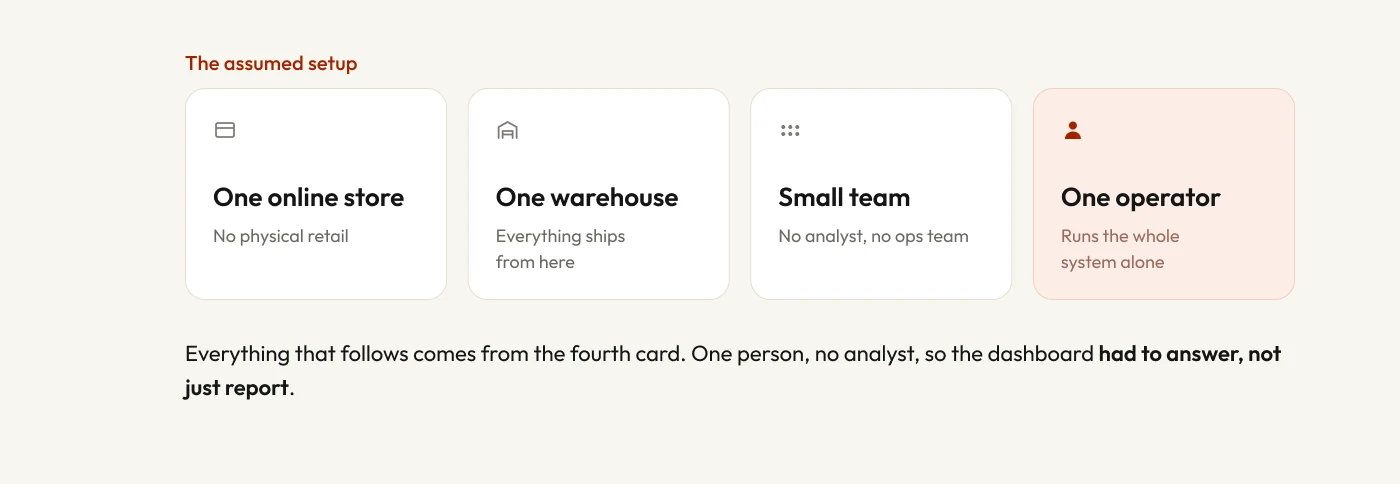 The assumed setup
One online store
No physical retail
One warehouse
Everything ships
from here
Small team
No analyst, no ops team
One operator
Runs the whole
system alone
Everything that follows comes from the fourth card. One person, no analyst, so the dashboard had to answer, not
just report.